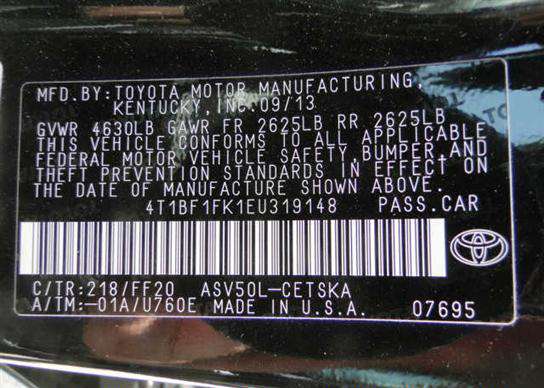 MFD.BY:TOYOTA MOTOR MANUFACTURING,
KENTUCKY, INC. 09/13
GVWR 4630LB GAWR FR 2625LB RR 2625LB
THIS VEHICLE CONFORMS TO ALL APPLICABLE
FEDERAL MOTOR VEHICLE SAFETY, BUMPER, AND
THEFT PREVENTION STANDARDS IN EFFECT ON
THE DATE OF MANUFACTURE SHOWN ABOVE.
4T1BF1FK1EU319148 PASS.CAR
C/TR:218/FF20 ASV50L-CETSKA
A/TM:-01A/U760E MADE IN U.S.A. 07695